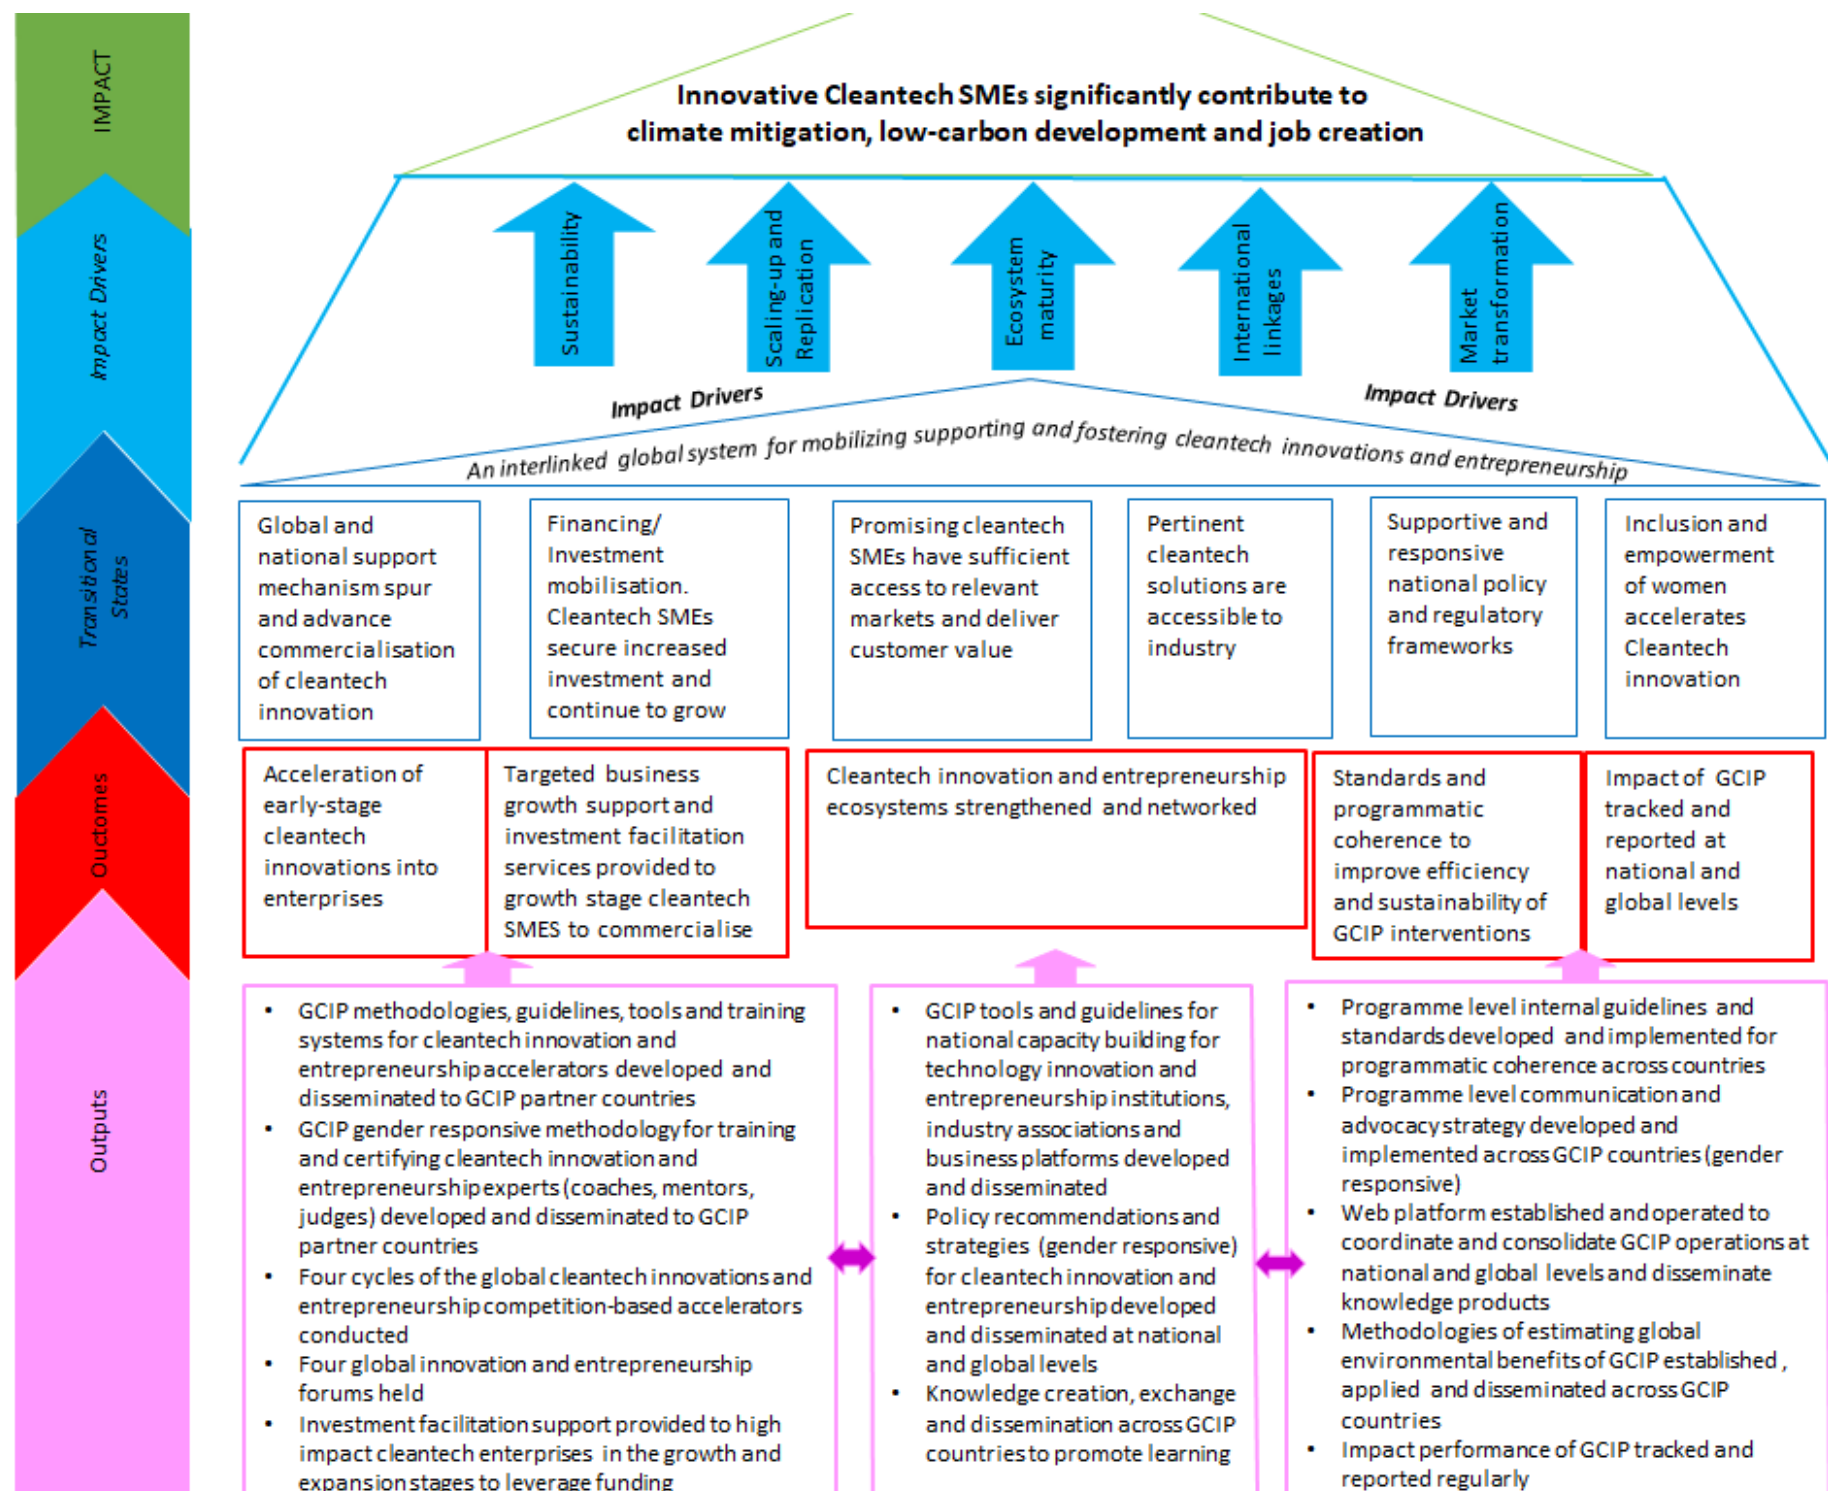 IMPACT
Innovative Cleantech SMEs significantly contribute to
climate mitigation, low-carbon development and job creation
Impact Drivers
Sustainability
Scaling-up and
Replication
Ecosystem
maturity
International
linkages
Market
transformation
Impact Drivers
Impact Drivers
An interlinked global system for mobilizing supporting and fostering cleantech innovations and entrepreneurship
Transitional
States
Global and
national support
mechanism spur
and advance
commercialisation
of cleantech
innovation
Financing/
Investment
mobilisation.
Cleantech SMEs
secure increased
investment and
continue to grow
Promising cleantech
SMEs have sufficient
access to relevant
markets and deliver
customer value
Pertinent
cleantech
solutions are
accessible to
industry
Supportive and
responsive
national policy
and regulatory
frameworks
Inclusion and
empowerment
of women
accelerates
Cleantech
innovation
Ouctomes
Acceleration of
early-stage
cleantech
innovations into
enterprises
Targeted business
growth support and
investment facilitation
services provided to
growth stage cleantech
SMES to commercialise
Cleantech innovation and entrepreneurship
ecosystems strengthened and networked
Standards and
programmatic
coherence to
improve efficiency
and sustainability of
GCIP interventions
Impact of GCIP
tracked and
reported at
national and
global levels
Outputs
• GCIP methodologies, guidelines, tools and training
systems for cleantech innovation and
entrepreneurship accelerators developed and
disseminated to GCIP partner countries
• GCIP gender responsive methodology for training
and certifying cleantech innovation and
entrepreneurship experts (coaches, mentors,
judges) developed and disseminated to GCIP
partner countries
• Four cycles of the global cleantech innovations and
entrepreneurship competition-based accelerators
conducted
• Four global innovation and entrepreneurship
forums held
• Investment facilitation support provided to high
impact cleantech enterprises in the growth and
expansion stages to leverage funding
• GCIP tools and guidelines for
national capacity building for
technology innovation and
entrepreneurship institutions,
industry associations and
business platforms developed
and disseminated
• Policy recommendations and
strategies (gender responsive)
for cleantech innovation and
entrepreneurship developed
and disseminated at national
and global levels
• Knowledge creation, exchange
and dissemination across GCIP
countries to promote learning
• Programme level internal guidelines and
standards developed and implemented for
programmatic coherence across countries
• Programme level communication and
advocacy strategy developed and
implemented across GCIP countries (gender
responsive)
• Web platform established and operated to
coordinate and consolidate GCIP operations at
national and global levels and disseminate
knowledge products
• Methodologies of estimating global
environmental benefits of GCIP established ,
applied and disseminated across GCIP
countries
• Impact performance of GCIP tracked and
reported regularly